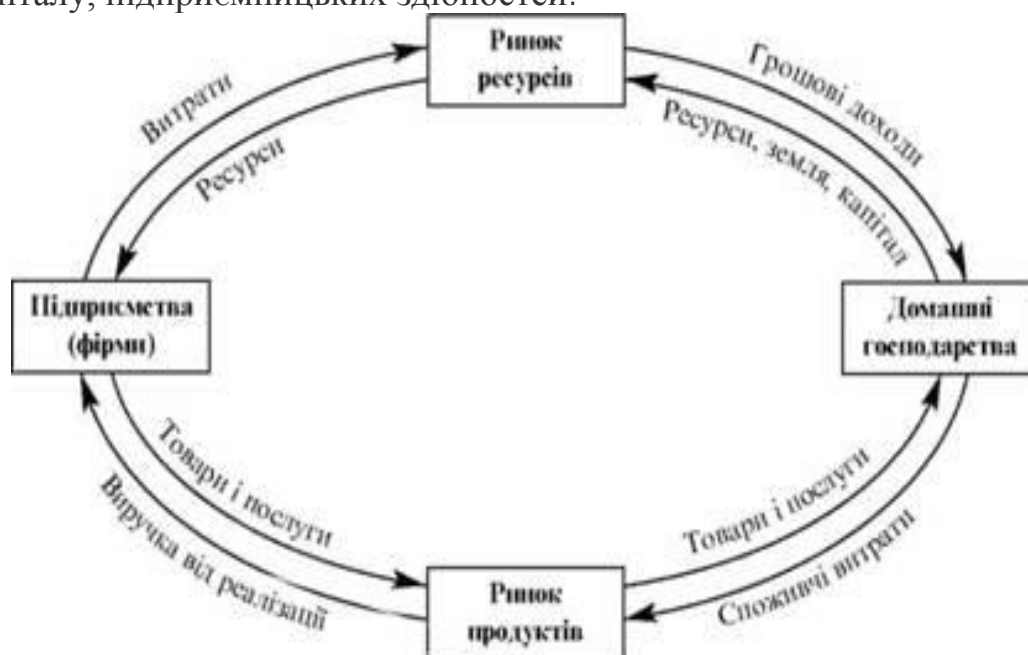 піталу, підприємницьких здібностей.
Ринок
ресурсів
Витрати
Ресурси
Грошові доходи
Ресурси, земля, капітал
Підприємства
(фірми)
Домашні
господарства
Товари і послуги
Виручка від реалізації
Товари і послуги
Споживчі витрати
Ринок
продуктів